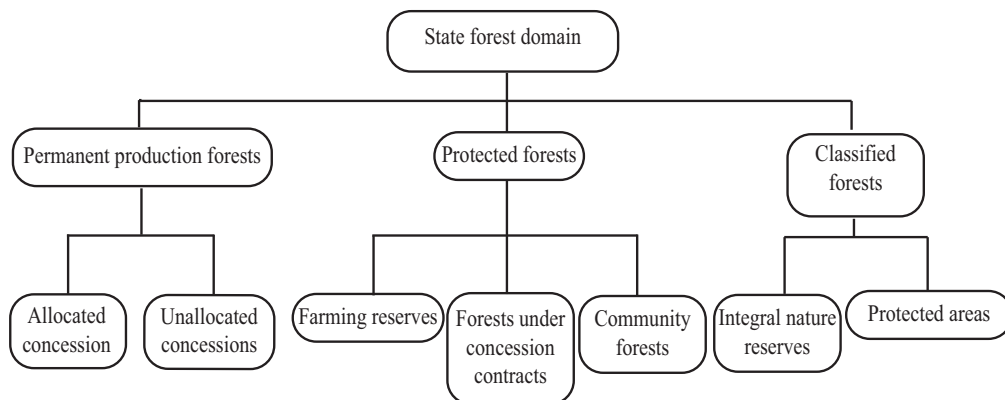 State forest domain
Permanent production forests
Protected forests
Classified
forests
Allocated
concession
Unallocated
concessions
Farming reserves
Forests under
concession
contracts
Community
forests
Integral nature
reserves
Protected areas